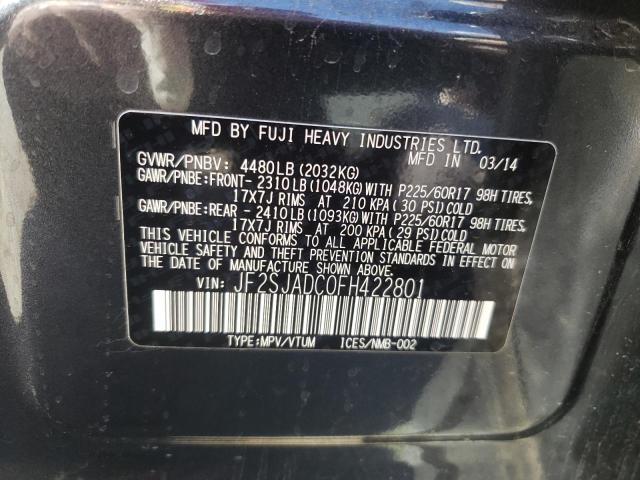 MFD BY FUJI HEAVY INDUSTRIES LTD.
GVWR/PNBV: 4480LB (2032KG) MFD IN 03/14
GAWR/PNBE:FRONT- 2310LB (1048KG) WITH P225/60R17 98H TIRES,
17X7J RIMS AT 210 KPA ( 30 PSI) COLD
GAWR/PNBE:REAR - 2410LB (1093KG) WITH P225/60R17 98H TIRES,
17X7J RIMS AT 200 KPA ( 29 PSI) COLD
THIS VEHICLE CONFORMS TO ALL APPLICABLE FEDERAL MOTOR
VEHICLE SAFETY AND THEFT PREVENTION STANDARDS IN EFFECT ON
THE DATE OF MANUFACTURE SHOWN ABOVE.
VIN: JF2SJADC0FH422801
TYPE:MPV/VTUM ICES/NMB-002